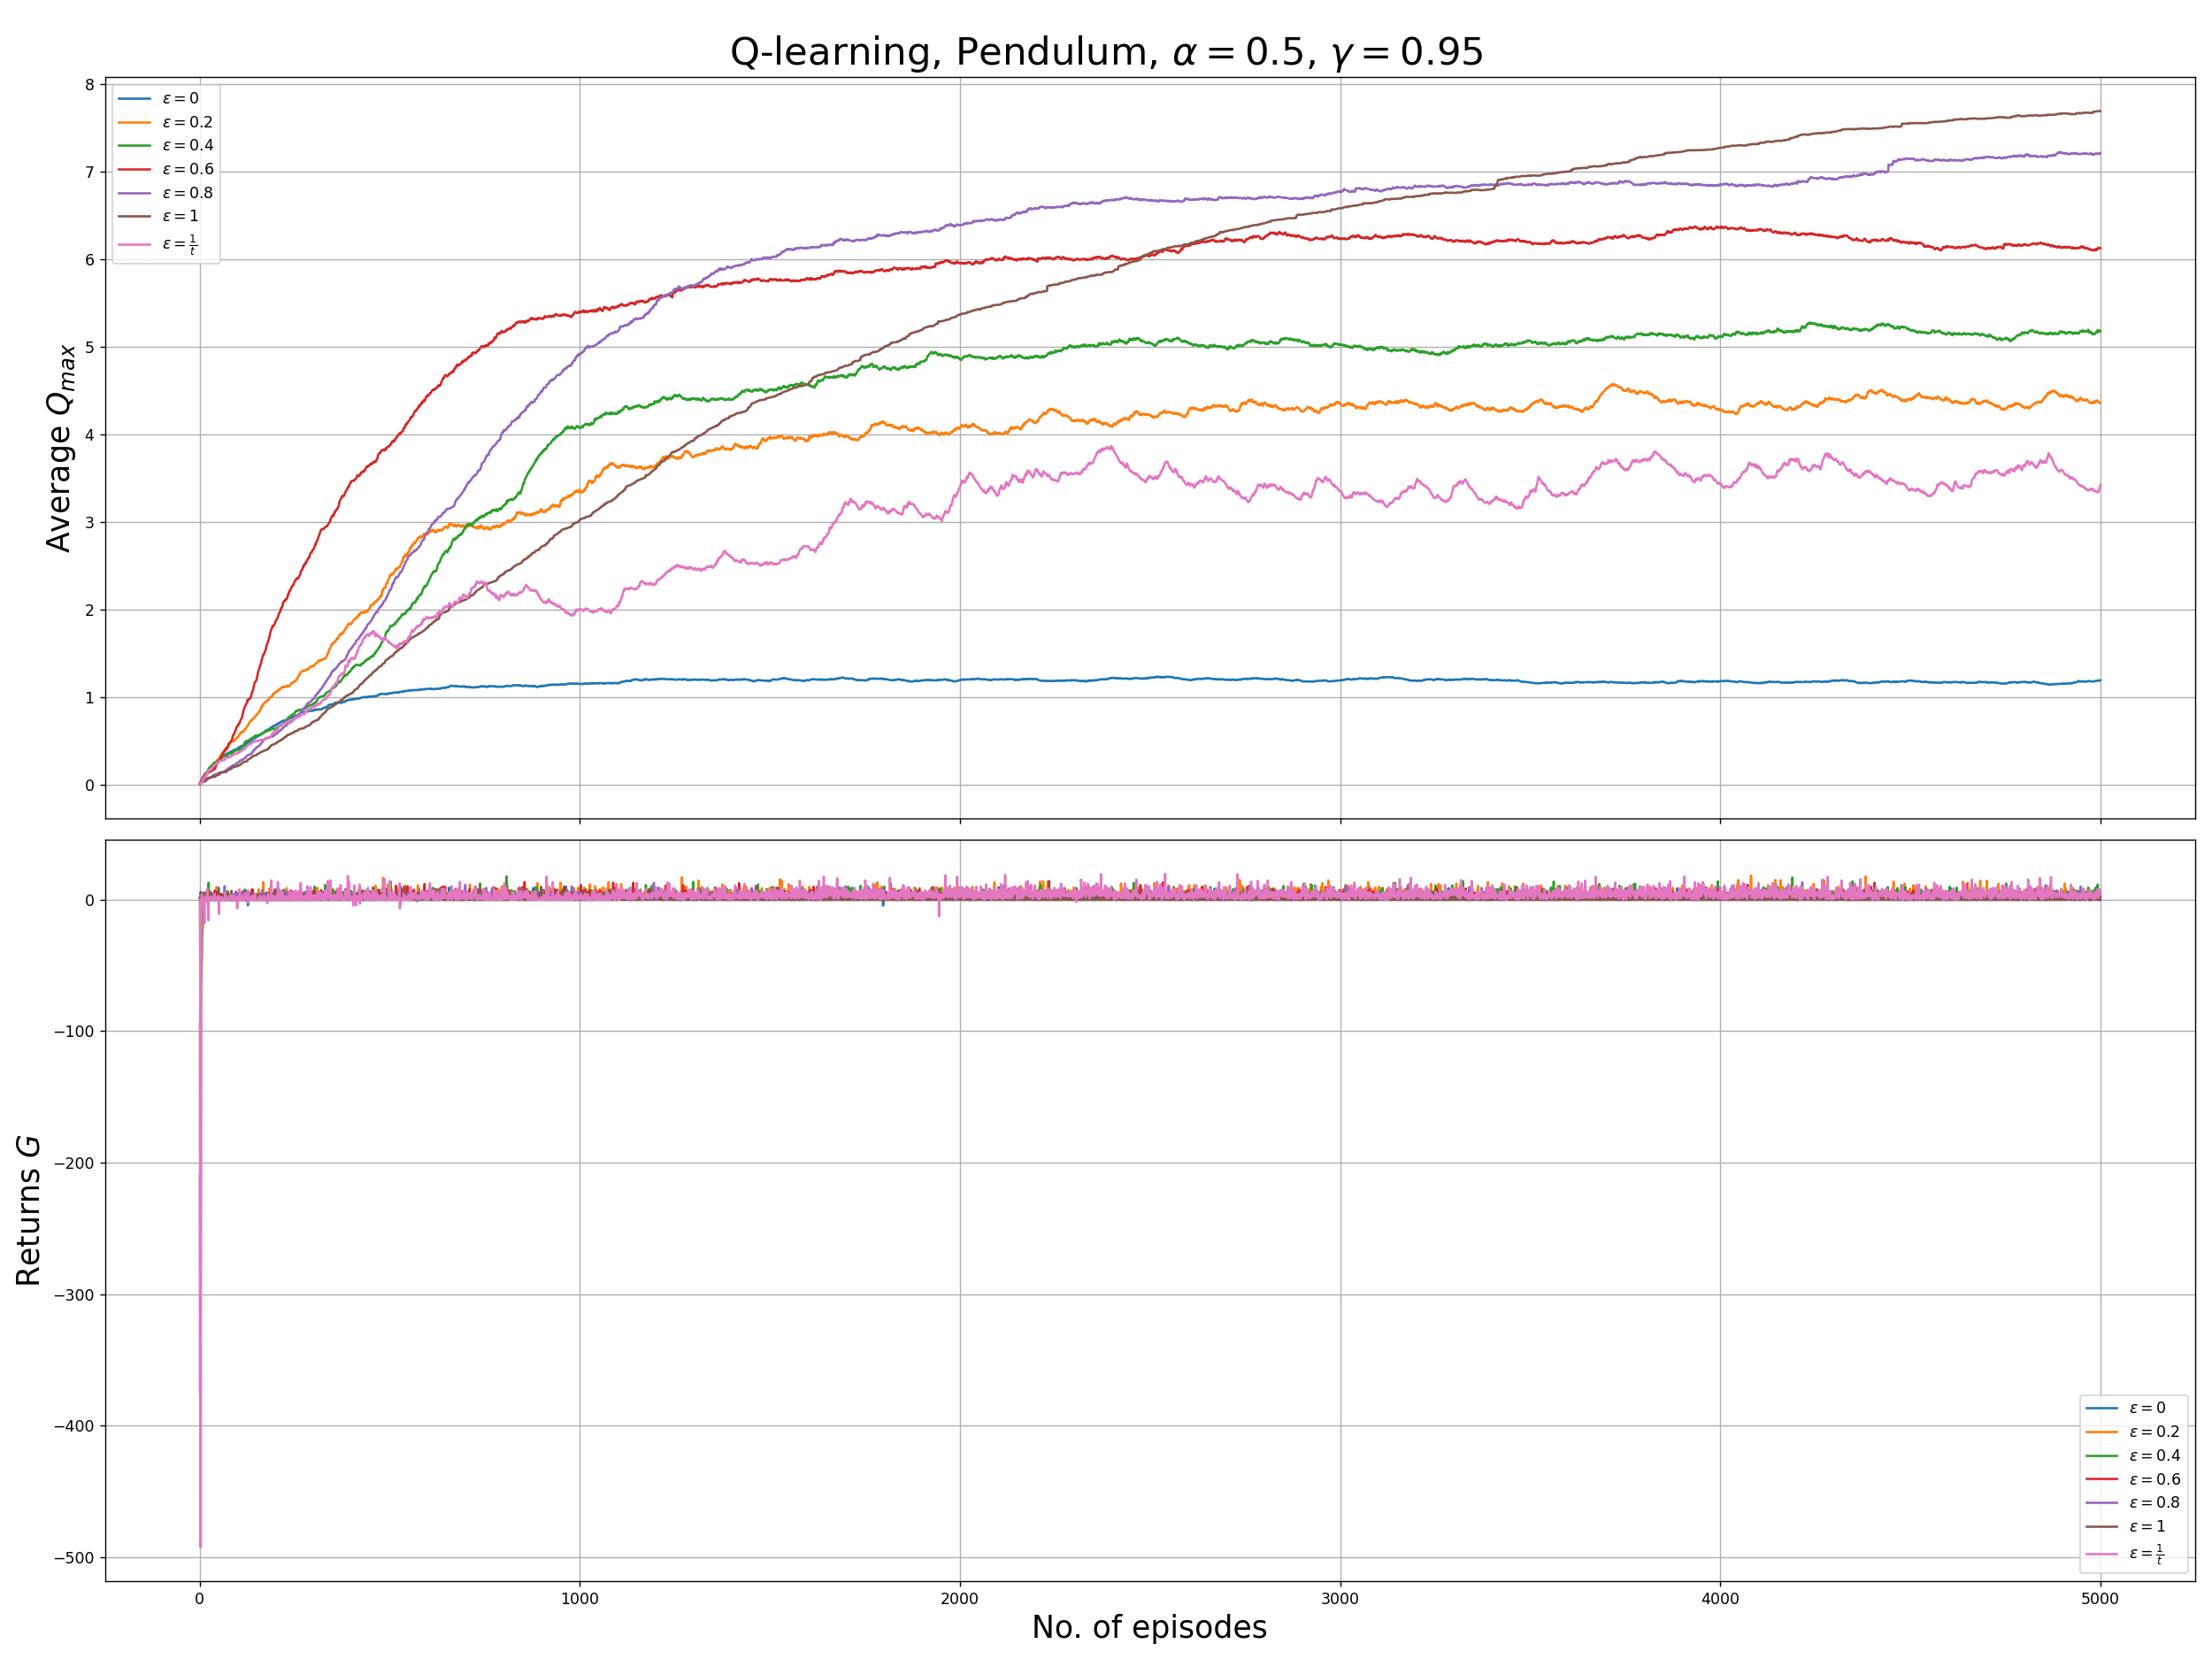 Q-learning, Pendulum, α = 0.5, γ = 0.95
Average Q_max
8
7
6
5
4
3
2
1
0
ε = 0
ε = 0.2
ε = 0.4
ε = 0.6
ε = 0.8
ε = 1
ε = 1/t
Returns G
0
−100
−200
−300
−400
−500
ε = 0
ε = 0.2
ε = 0.4
ε = 0.6
ε = 0.8
ε = 1
ε = 1/t
0 1000 2000 3000 4000 5000
No. of episodes